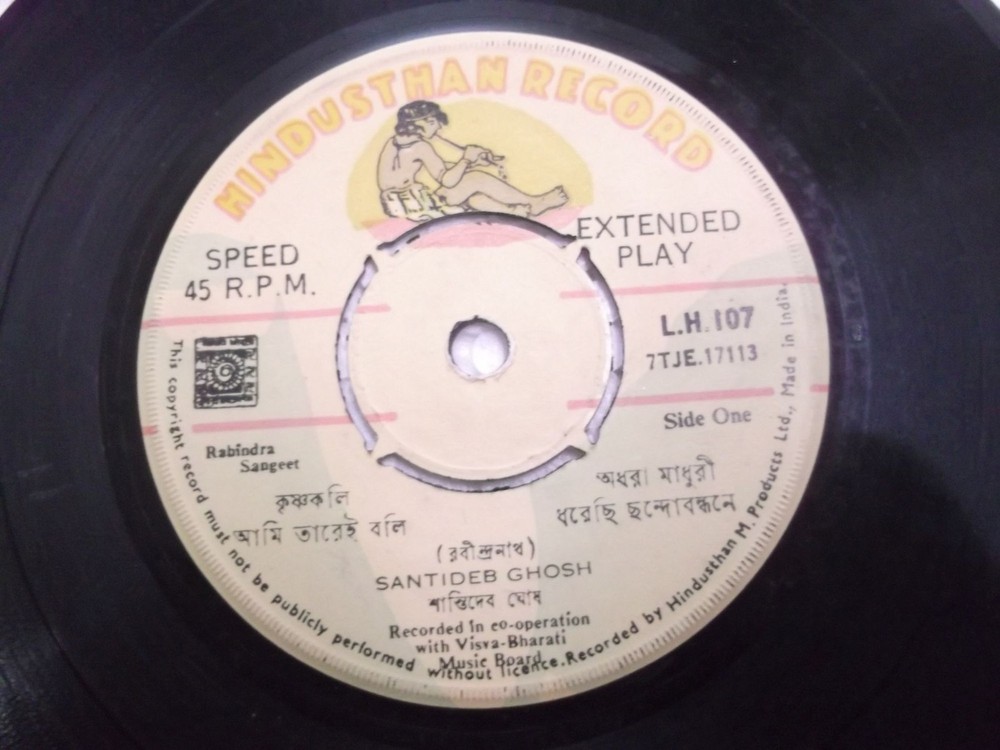 HINDUSTHAN RECORD
SPEED
45 R.P.M.
EXTENDED
PLAY
L.H.107
7TJE.17113
Side One
Rabindra
Sangeet
কৃষ্ণকলি
আমি তারেই বলি
অধরা মাধুরী
ধরেছি ছন্দোবন্ধনে
(রবীন্দ্রনাথ)
SANTIDEB GHOSH
শান্তিদেব ঘোষ
Recorded in co-operation
with Visva-Bharati
Music Board
This copyright record must not be publicly performed without licence. Recorded by Hindusthan M. Products Ltd., Made in India.